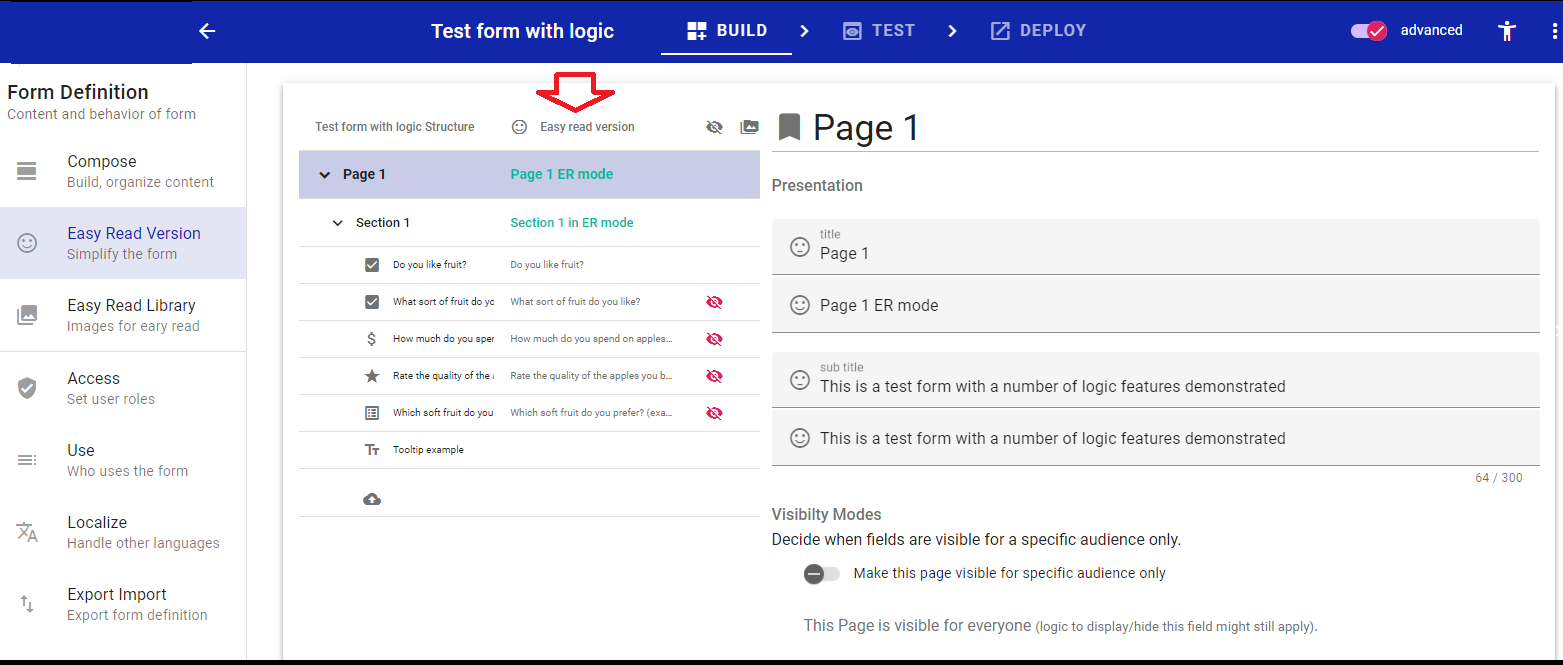 Test form with logic
BUILD
TEST
DEPLOY
advanced
Form Definition
Content and behavior of form
Compose
Build, organize content
Easy Read Version
Simplify the form
Easy Read Library
Images for eary read
Access
Set user roles
Use
Who uses the form
Localize
Handle other languages
Export Import
Export form definition
Test form with logic Structure
Easy read version
Page 1
Page 1 ER mode
Section 1
Section 1 in ER mode
Do you like fruit?
Do you like fruit?
What sort of fruit do yo
What sort of fruit do you like?
How much do you sper
How much do you spend on apples...
Rate the quality of the
Rate the quality of the apples you b...
Which soft fruit do you
Which soft fruit do you prefer? (exa...
Tooltip example
Page 1
Presentation
title
Page 1
Page 1 ER mode
sub title
This is a test form with a number of logic features demonstrated
This is a test form with a number of logic features demonstrated
64 / 300
Visibilty Modes
Decide when fields are visible for a specific audience only.
Make this page visible for specific audience only
This Page is visible for everyone (logic to display/hide this field might still apply).